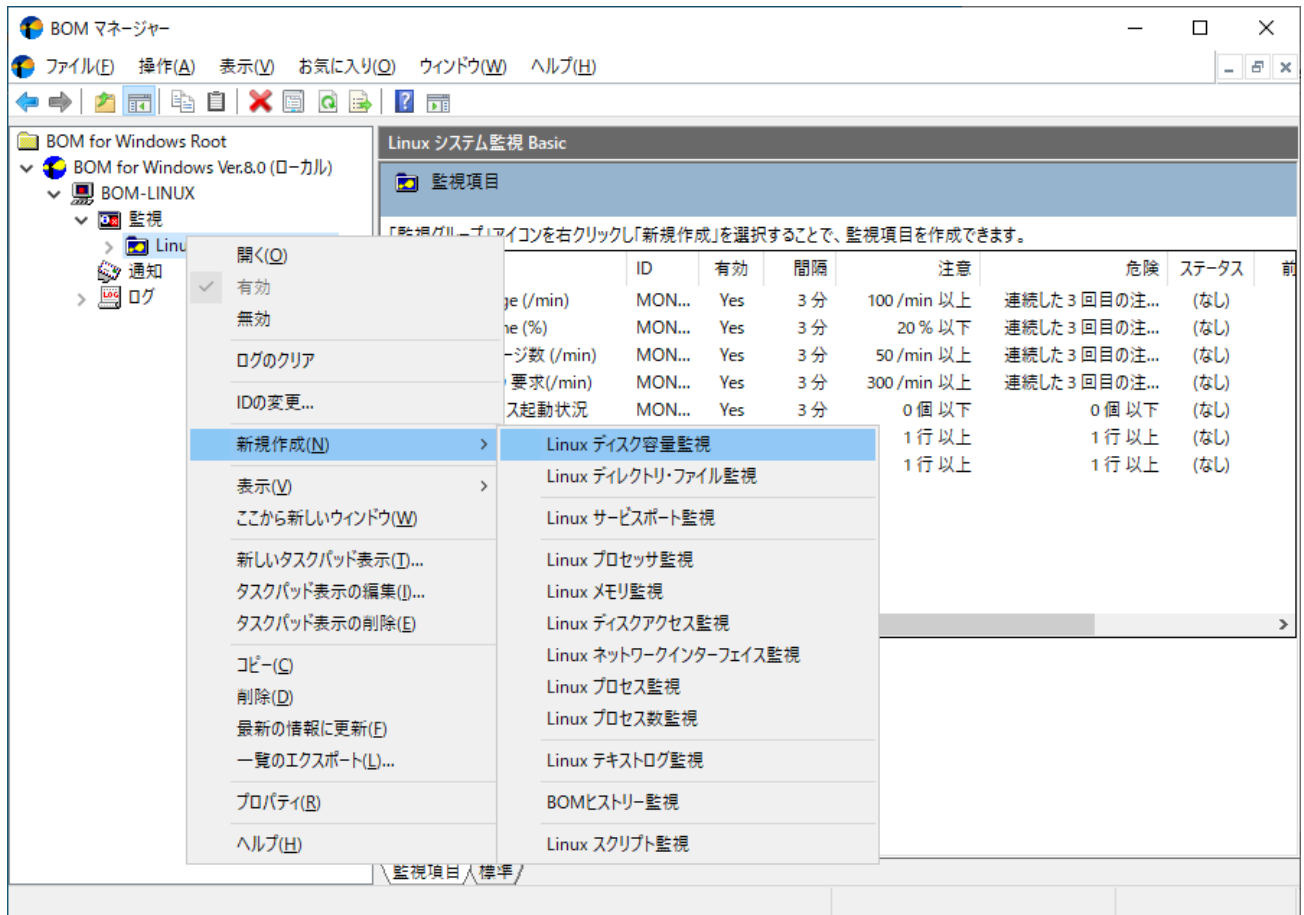 BOM マネージャー
ファイル(F) 操作(A) 表示(V) お気に入り(O) ウィンドウ(W) ヘルプ(H)
BOM for Windows Root
BOM for Windows Ver.8.0 (ローカル)
BOM-LINUX
監視
Linu
通知
ログ
Linux システム監視 Basic
監視項目
「監視グループ」アイコンを右クリックし「新規作成」を選択することで、監視項目を作成できます。
ID 有効 間隔 注意 危険 ステータス 前
ge (/min) MON... Yes 3 分 100 /min 以上 連続した 3 回目の注... (なし)
ne (%) MON... Yes 3 分 20 % 以下 連続した 3 回目の注... (なし)
ージ数 (/min) MON... Yes 3 分 50 /min 以上 連続した 3 回目の注... (なし)
要求(/min) MON... Yes 3 分 300 /min 以上 連続した 3 回目の注... (なし)
ス起動状況 MON... Yes 3 分 0 個 以下 0 個 以下 (なし)
1 行 以上 1 行 以上 (なし)
1 行 以上 1 行 以上 (なし)
開く(O)
有効
無効
ログのクリア
IDの変更...
新規作成(N)
表示(V)
ここから新しいウィンドウ(W)
新しいタスクパッド表示(T)...
タスクパッド表示の編集(I)...
タスクパッド表示の削除(E)
コピー(C)
削除(D)
最新の情報に更新(F)
一覧のエクスポート(L)...
プロパティ(R)
ヘルプ(H)
Linux ディスク容量監視
Linux ディレクトリ・ファイル監視
Linux サービスポート監視
Linux プロセッサ監視
Linux メモリ監視
Linux ディスクアクセス監視
Linux ネットワークインターフェイス監視
Linux プロセス監視
Linux プロセス数監視
Linux テキストログ監視
BOMヒストリー監視
Linux スクリプト監視
監視項目 標準